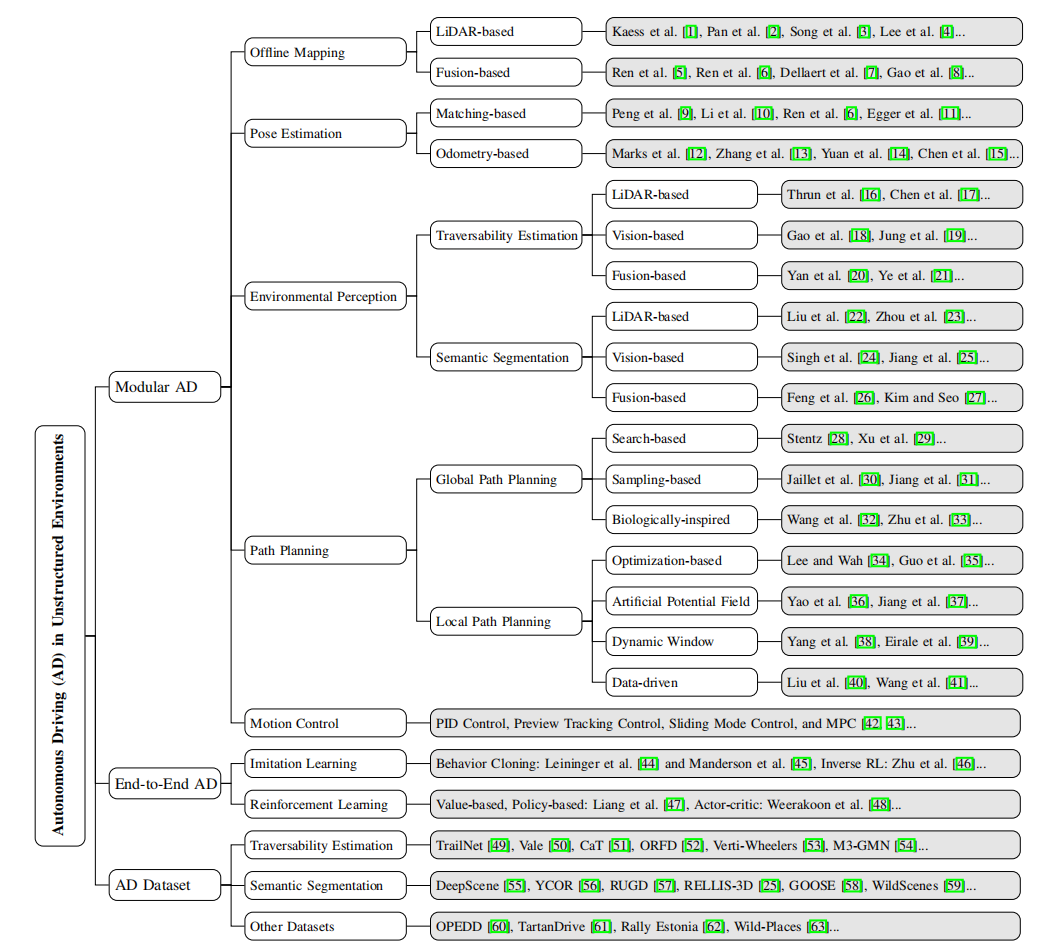 Autonomous Driving (AD) in Unstructured Environments
Modular AD
Offline Mapping
LiDAR-based
Kaess et al. [1], Pan et al. [2], Song et al. [3], Lee et al. [4]...
Fusion-based
Ren et al. [5], Ren et al. [6], Dellaert et al. [7], Gao et al. [8]...
Pose Estimation
Matching-based
Peng et al. [9], Li et al. [10], Ren et al. [6], Egger et al. [11]...
Odometry-based
Marks et al. [12], Zhang et al. [13], Yuan et al. [14], Chen et al. [15]...
Environmental Perception
Traversability Estimation
LiDAR-based
Thrun et al. [16], Chen et al. [17]...
Vision-based
Gao et al. [18], Jung et al. [19]...
Fusion-based
Yan et al. [20], Ye et al. [21]...
Semantic Segmentation
LiDAR-based
Liu et al. [22], Zhou et al. [23]...
Vision-based
Singh et al. [24], Jiang et al. [25]...
Fusion-based
Feng et al. [26], Kim and Seo [27]...
Path Planning
Global Path Planning
Search-based
Stentz [28], Xu et al. [29]...
Sampling-based
Jaillet et al. [30], Jiang et al. [31]...
Biologically-inspired
Wang et al. [32], Zhu et al. [33]...
Local Path Planning
Optimization-based
Lee and Wah [34], Guo et al. [35]...
Artificial Potential Field
Yao et al. [36], Jiang et al. [37]...
Dynamic Window
Yang et al. [38], Eirale et al. [39]...
Data-driven
Liu et al. [40], Wang et al. [41]...
Motion Control
PID Control, Preview Tracking Control, Sliding Mode Control, and MPC [42 43]...
End-to-End AD
Imitation Learning
Behavior Cloning: Leininger et al. [44] and Manderson et al. [45], Inverse RL: Zhu et al. [46]...
Reinforcement Learning
Value-based, Policy-based: Liang et al. [47], Actor-critic: Weerakoon et al. [48]...
AD Dataset
Traversability Estimation
TrailNet [49], Vale [50], CaT [51], ORFD [52], Verti-Wheelers [53], M3-GMN [54]...
Semantic Segmentation
DeepScene [55], YCOR [56], RUGD [57], RELLIS-3D [25], GOOSE [58], WildScenes [59]...
Other Datasets
OPEDD [60], TartanDrive [61], Rally Estonia [62], Wild-Places [63]...